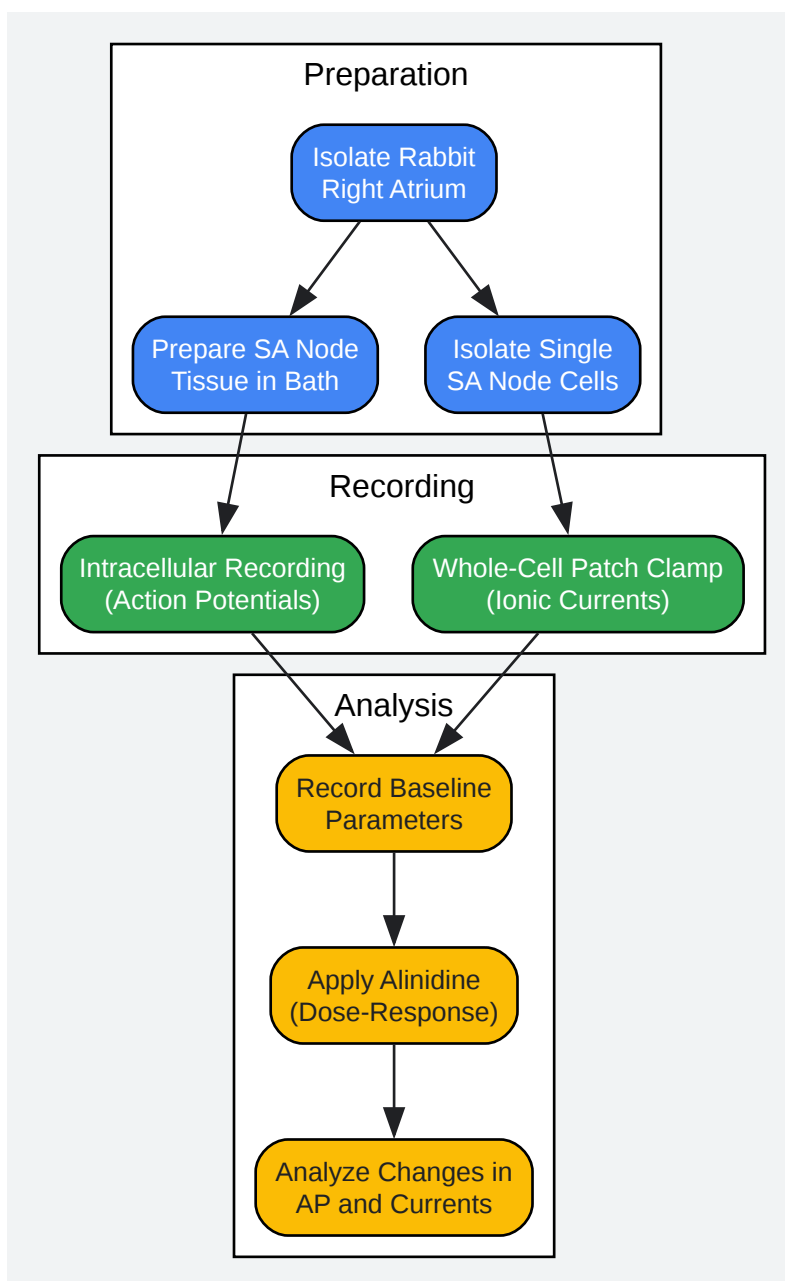 Preparation
Isolate Rabbit
Right Atrium
Prepare SA Node
Tissue in Bath
Isolate Single
SA Node Cells
Recording
Intracellular Recording
(Action Potentials)
Whole-Cell Patch Clamp
(Ionic Currents)
Analysis
Record Baseline
Parameters
Apply Alinidine
(Dose-Response)
Analyze Changes in
AP and Currents